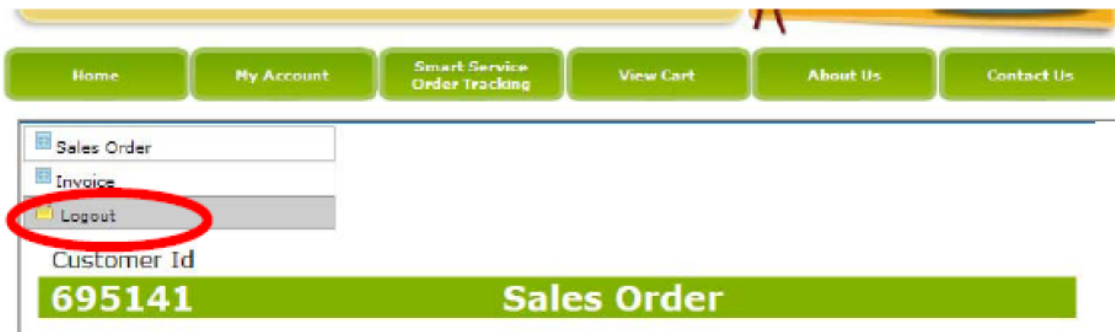 Home
My Account
Smart Service
Order Tracking
View Cart
About Us
Contact Us
Sales Order
Invoice
Logout
Customer Id
695141 Sales Order